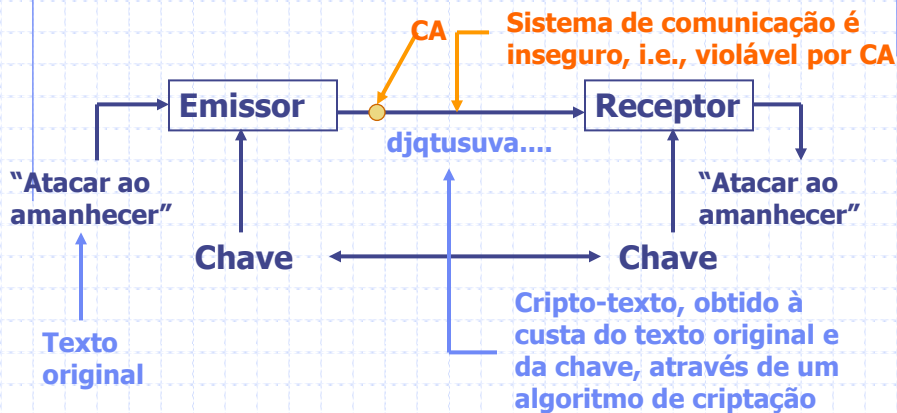 CA
Sistema de comunicação é
inseguro, i.e., violável por CA
Emissor
Receptor
djqtusuva....
“Atacar ao
amanhecer”
“Atacar ao
amanhecer”
Chave
Chave
Texto
original
Cripto-texto, obtido à
custa do texto original e
da chave, através de um
algoritmo de criptação